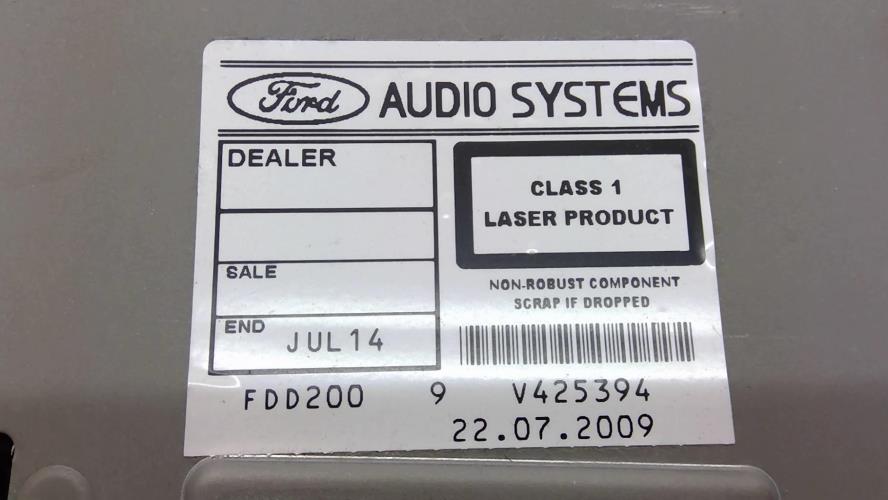 Ford AUDIO SYSTEMS
DEALER
CLASS 1
LASER PRODUCT
SALE
NON-ROBUST COMPONENT
SCRAP IF DROPPED
END JUL14
FDD200 9 V425394
22.07.2009